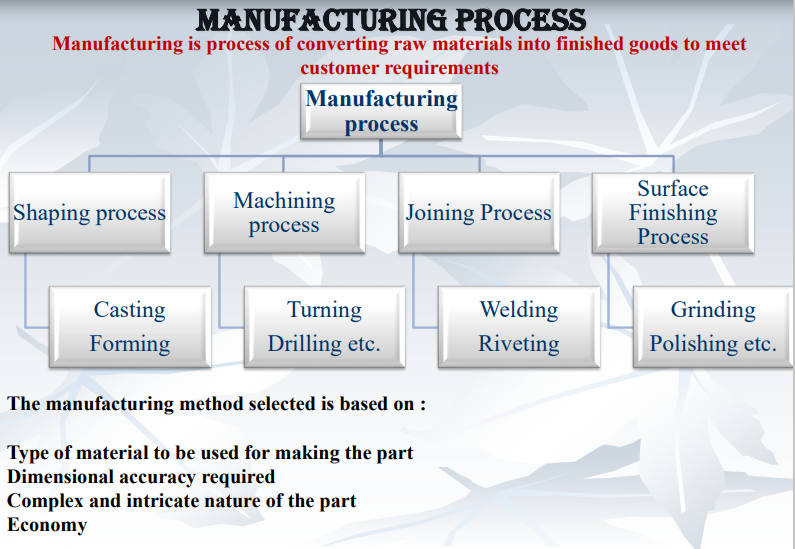 MANUFACTURING PROCESS
Manufacturing is process of converting raw materials into finished goods to meet
customer requirements
Manufacturing
process
Shaping process
Machining
process
Joining Process
Surface
Finishing
Process
Casting
Forming
Turning
Drilling etc.
Welding
Riveting
Grinding
Polishing etc.
The manufacturing method selected is based on :
Type of material to be used for making the part
Dimensional accuracy required
Complex and intricate nature of the part
Economy